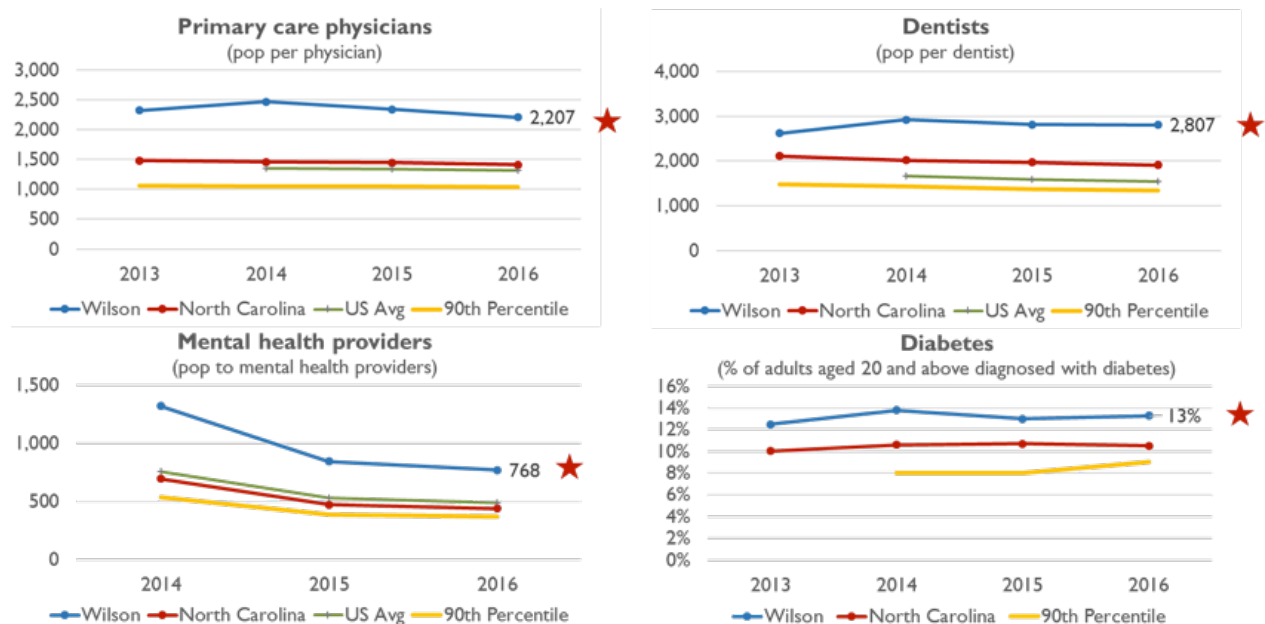 Primary care physicians
(pop per physician)
3,000
2,500
2,000
1,500
1,000
500
0
2,207
2013 2014 2015 2016
Wilson North Carolina US Avg 90th Percentile
Dentists
(pop per dentist)
4,000
3,000
2,000
1,000
0
2,807
2013 2014 2015 2016
Wilson North Carolina US Avg 90th Percentile
Mental health providers
(pop to mental health providers)
1,500
1,000
500
0
768
2014 2015 2016
Wilson North Carolina US Avg 90th Percentile
Diabetes
(% of adults aged 20 and above diagnosed with diabetes)
16%
14%
12%
10%
8%
6%
4%
2%
0%
13%
2013 2014 2015 2016
Wilson North Carolina 90th Percentile